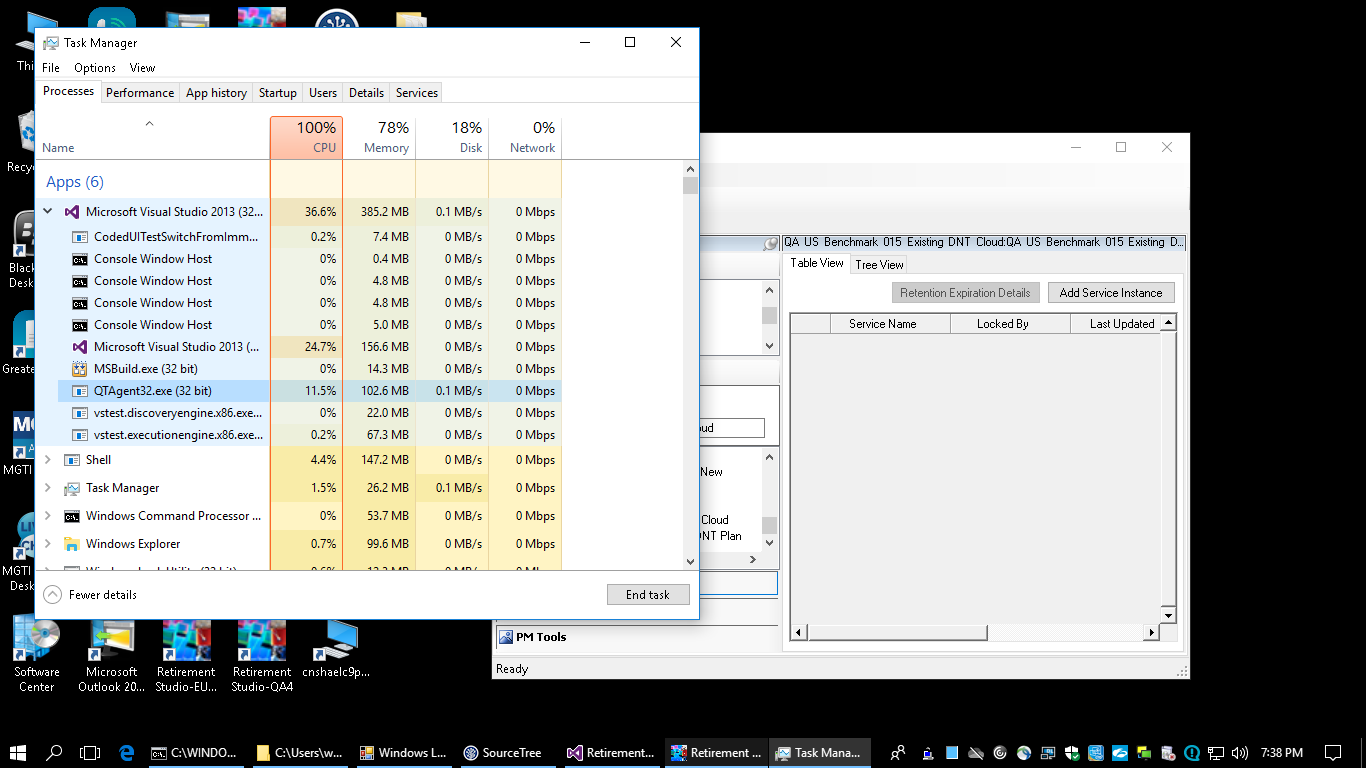 Task Manager
File Options View
Processes Performance App history Startup Users Details Services
100% 78% 18% 0%
Name CPU Memory Disk Network
Apps (6)
Microsoft Visual Studio 2013 (32... 36.6% 385.2 MB 0.1 MB/s 0 Mbps
CodedUITestSwitchFromImm... 0.2% 7.4 MB 0 MB/s 0 Mbps
Console Window Host 0% 0.4 MB 0 MB/s 0 Mbps
Console Window Host 0% 4.8 MB 0 MB/s 0 Mbps
Console Window Host 0% 4.8 MB 0 MB/s 0 Mbps
Console Window Host 0% 5.0 MB 0 MB/s 0 Mbps
Microsoft Visual Studio 2013 (... 24.7% 156.6 MB 0 MB/s 0 Mbps
MSBuild.exe (32 bit) 0% 14.3 MB 0 MB/s 0 Mbps
QTAgent32.exe (32 bit) 11.5% 102.6 MB 0.1 MB/s 0 Mbps
vstest.discoveryengine.x86.exe... 0% 22.0 MB 0 MB/s 0 Mbps
vstest.executionengine.x86.exe... 0.2% 67.3 MB 0 MB/s 0 Mbps
Shell 4.4% 147.2 MB 0 MB/s 0 Mbps
Task Manager 1.5% 26.2 MB 0.1 MB/s 0 Mbps
Windows Command Processor ... 0% 53.7 MB 0 MB/s 0 Mbps
Windows Explorer 0.7% 99.6 MB 0 MB/s 0 Mbps
Fewer details End task
QA US Benchmark 015 Existing DNT Cloud:QA US Benchmark 015 Existing D...
Table View Tree View
Retention Expiration Details Add Service Instance
Service Name Locked By Last Updated
oud
New
Cloud
DNT Plan
PM Tools
Ready
Thi
Recyc
Black
Desk
Greate
MGTI
MGTI
Desk
Software
Center
Microsoft
Outlook 20...
Retirement
Studio-EU...
Retirement
Studio-QA4
cnshaelc9p...
C:\WINDO... C:\Users\w... Windows L... SourceTree Retirement... Retirement ... Task Mana... 7:38 PM